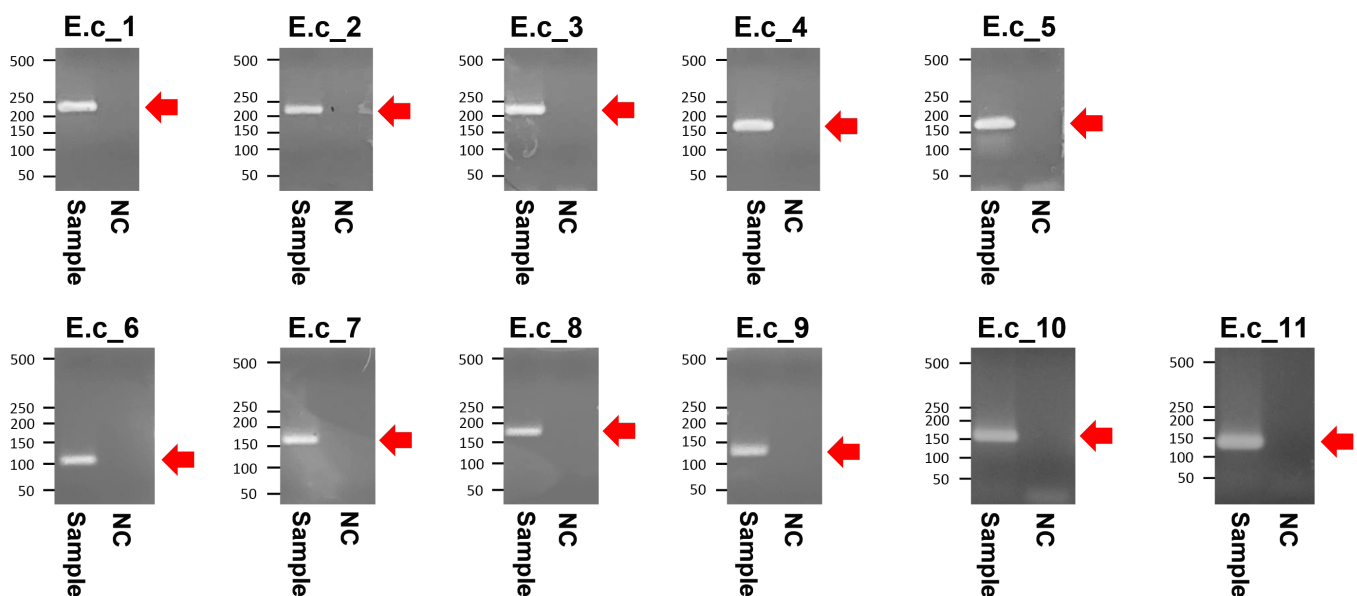 E.c_1 E.c_2 E.c_3 E.c_4 E.c_5
500 500 500 500 500
250 250 250 250 250
200 200 200 200 200
150 150 150 150 150
100 100 100 100 100
50 50 50 50 50
Sample NC Sample NC Sample NC Sample NC Sample NC
E.c_6 E.c_7 E.c_8 E.c_9 E.c_10 E.c_11
500 500 500 500 500 500
250 250 250 250 250 250
200 200 200 200 200 200
150 150 150 150 150 150
100 100 100 100 100 100
50 50 50 50 50 50
Sample NC Sample NC Sample NC Sample NC Sample NC Sample NC